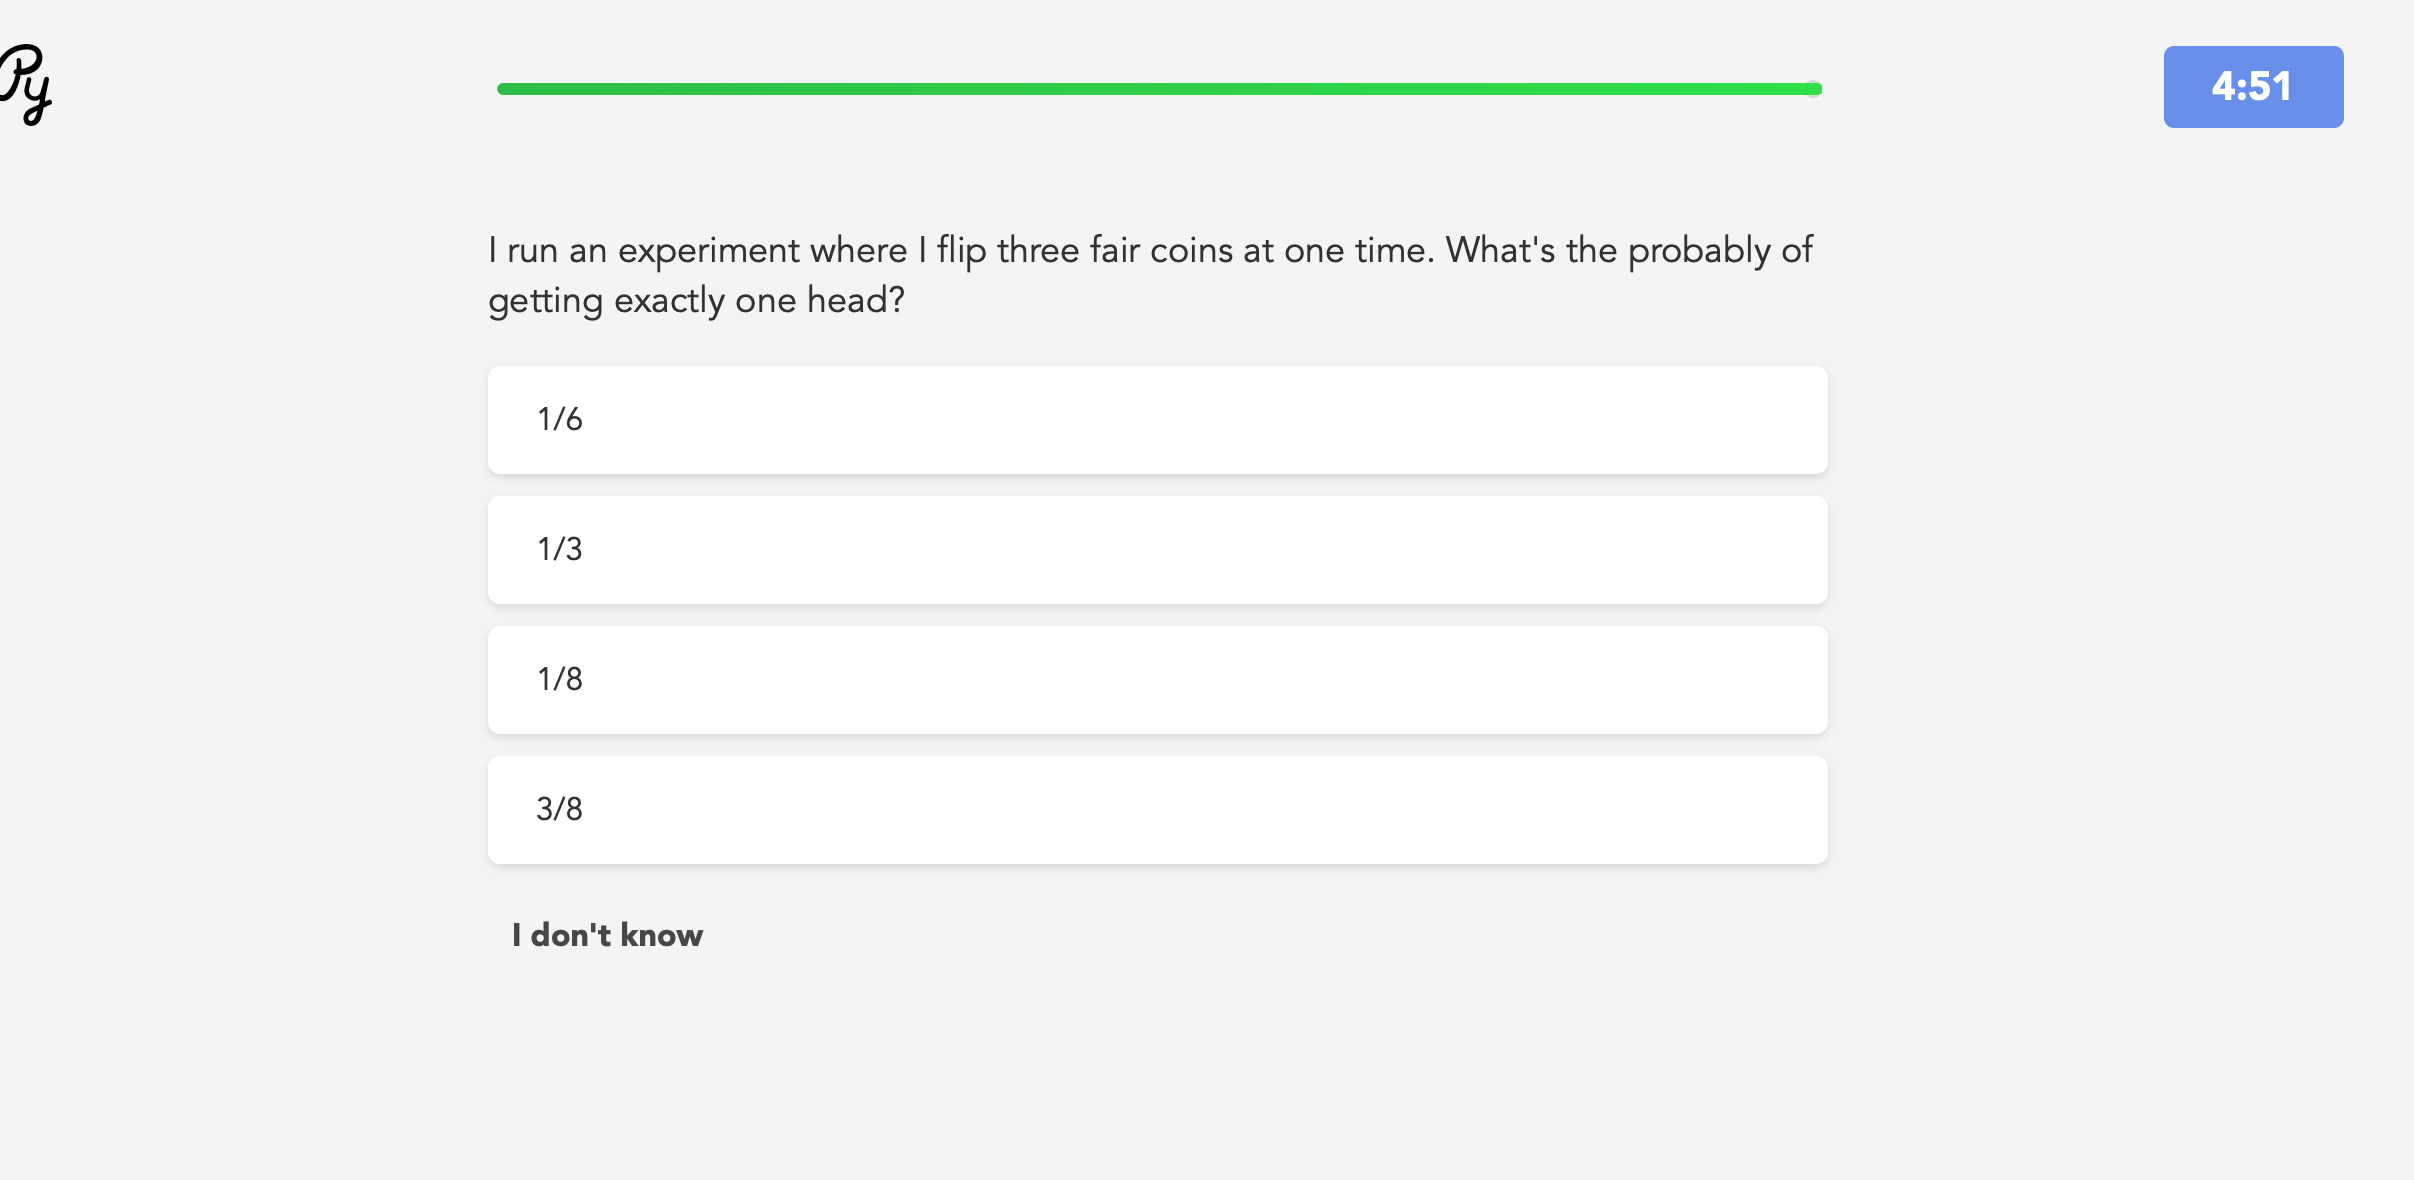 Py
4:51
I run an experiment where I flip three fair coins at one time. What's the probably of
getting exactly one head?
1/6
1/3
1/8
3/8
I don't know